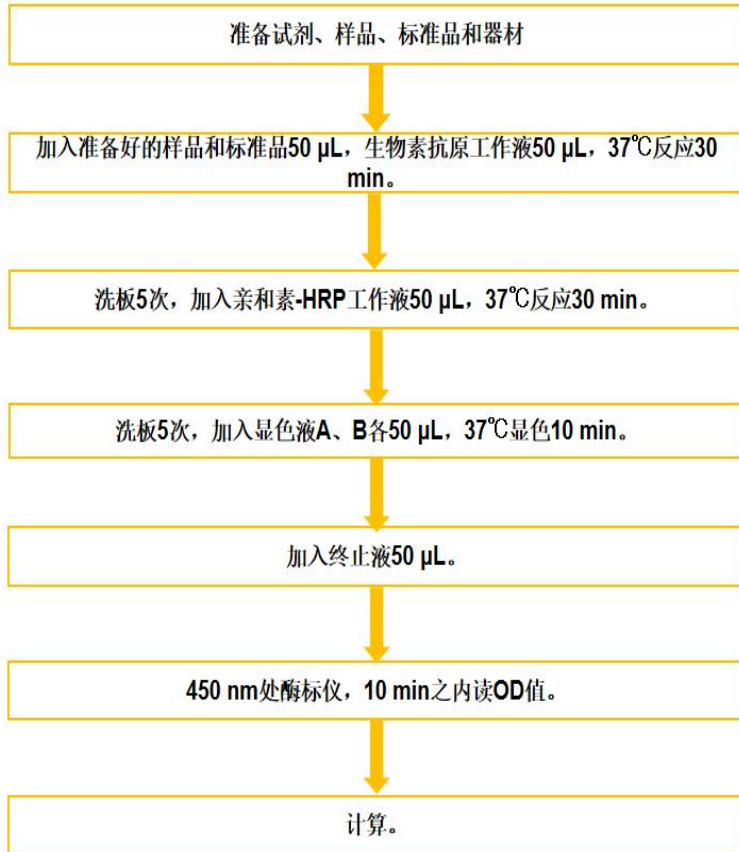 准备试剂、样品、标准品和器材
加入准备好的样品和标准品50 μL，生物素抗原工作液50 μL，37℃反应30
min。
洗板5次，加入亲和素-HRP工作液50 μL，37℃反应30 min。
洗板5次，加入显色液A、B各50 μL，37℃显色10 min。
加入终止液50 μL。
450 nm处酶标仪，10 min之内读OD值。
计算。